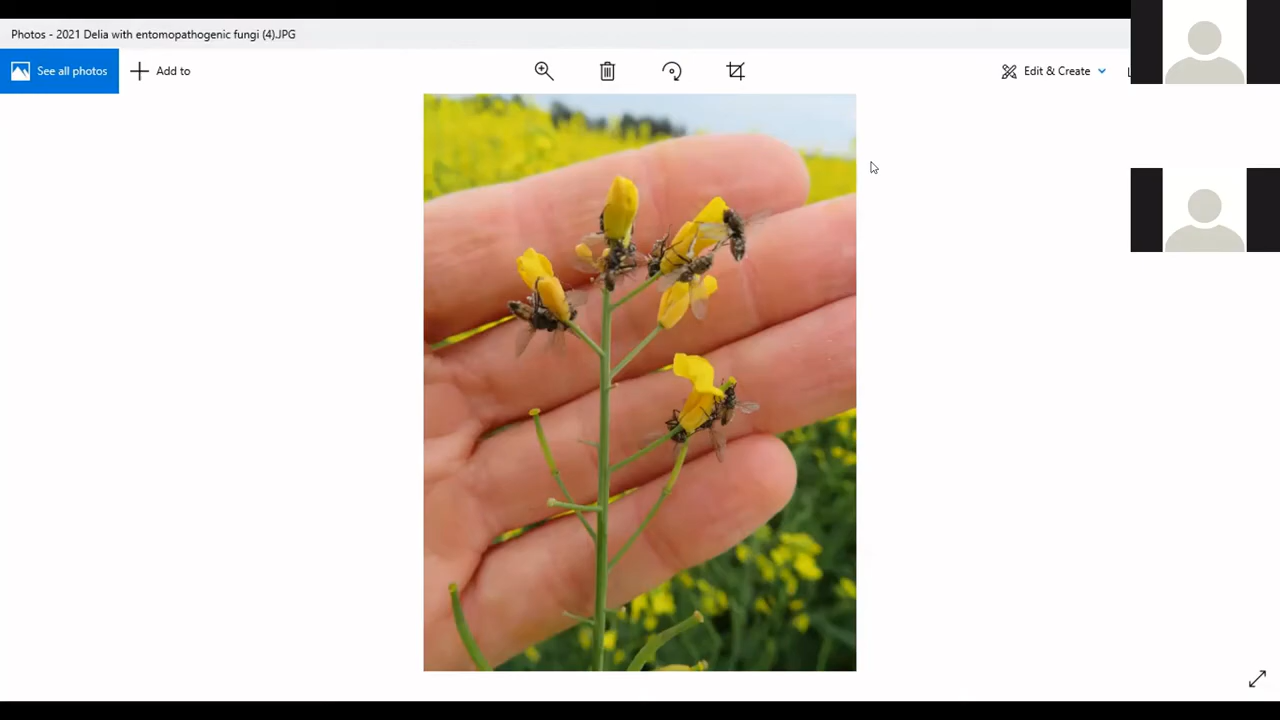 Photos - 2021 Delia with entomopathogenic fungi (4).JPG
See all photos
Add to
Edit & Create